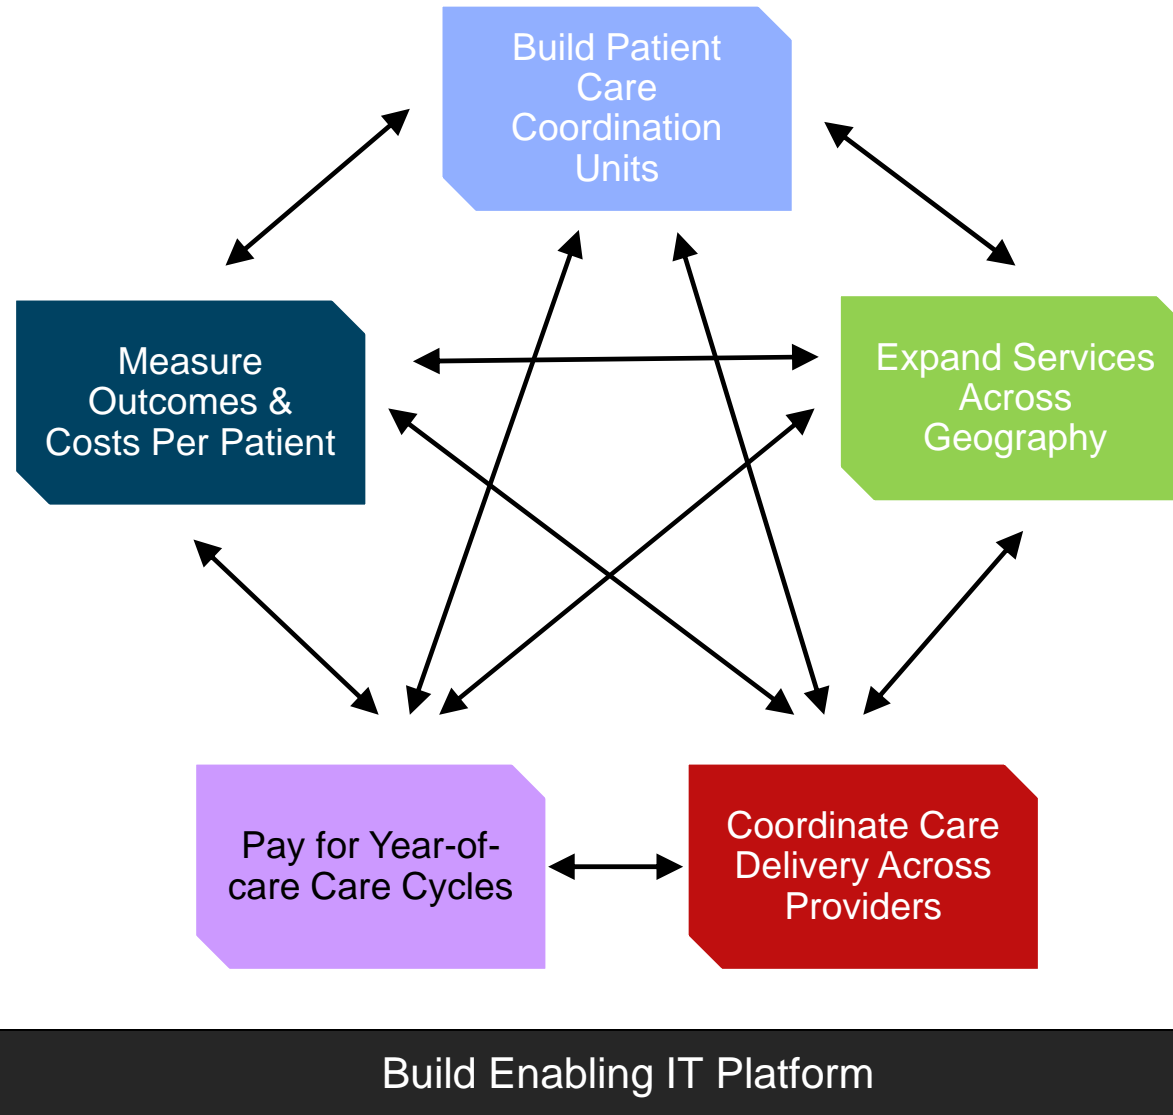 Build Patient
Care
Coordination
Units
Measure
Outcomes &
Costs Per Patient
Expand Services
Across
Geography
Pay for Year-of-
care Care Cycles
Coordinate Care
Delivery Across
Providers
Build Enabling IT Platform